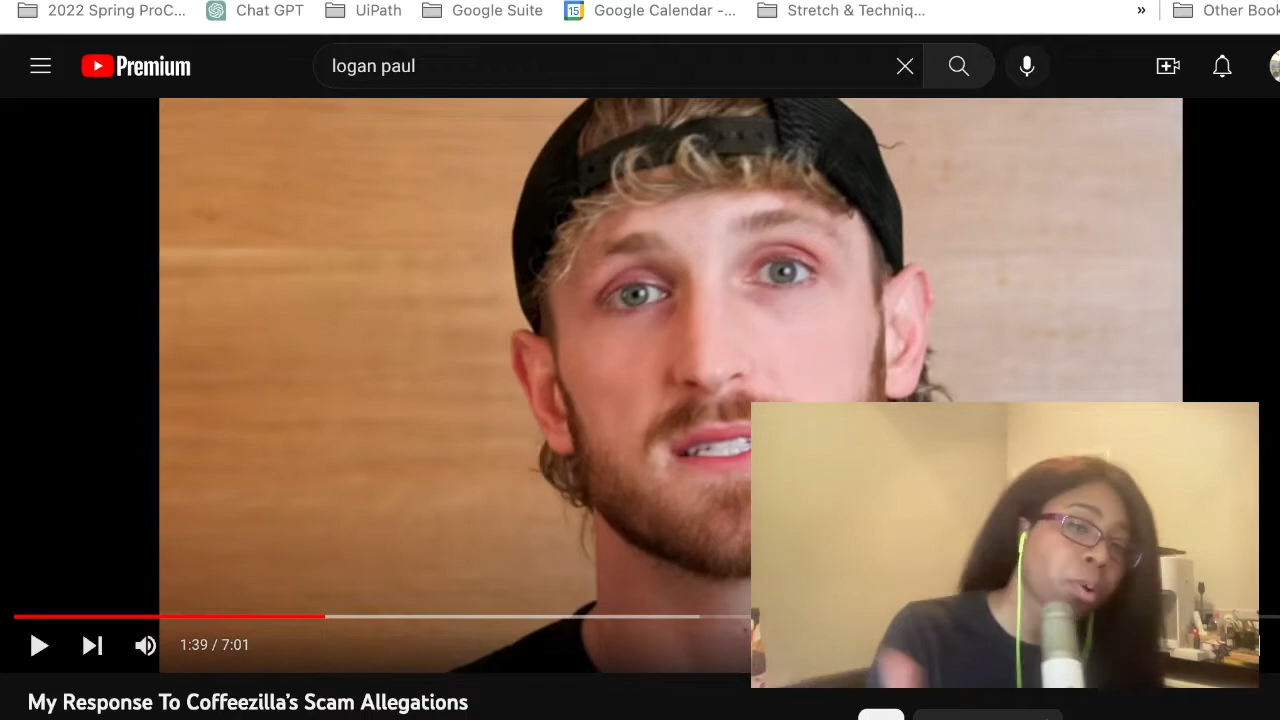 2022 Spring ProC... Chat GPT UiPath Google Suite 15 Google Calendar -... Stretch & Techniq... » Other Book
Premium logan paul
1:39 / 7:01
My Response To Coffeezilla's Scam Allegations